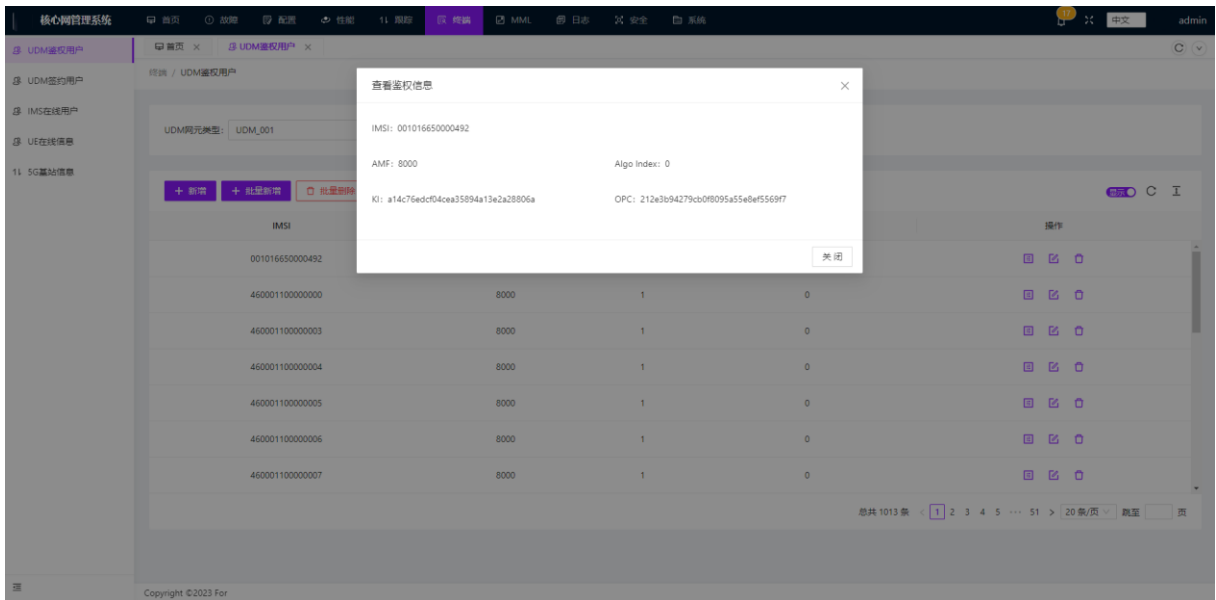 核心网管理系统 首页 故障 配置 性能 跟踪 终端 MML 日志 安全 系统 17 中文 admin
UDM鉴权用户 首页 UDM鉴权用户
UDM签约用户 终端 / UDM鉴权用户
IMS在线用户
UE在线信息
5G基站信息
查看鉴权信息
IMSI: 001016650000492
UDM网元类型: UDM_001
AMF: 8000 Algo Index: 0
KI: a14c76edcf04cea35894a13e2a28806a OPC: 212e3b94279cb0f8095a55e8ef5569f7
关闭
新增 批量新增 批量删除 显示
IMSI 操作
001016650000492
460001100000000 8000 1 0
460001100000003 8000 1 0
460001100000004 8000 1 0
460001100000005 8000 1 0
460001100000006 8000 1 0
460001100000007 8000 1 0
总共 1013 条 < 1 2 3 4 5 ··· 51 > 20 条/页 跳至 页
Copyright ©2023 For